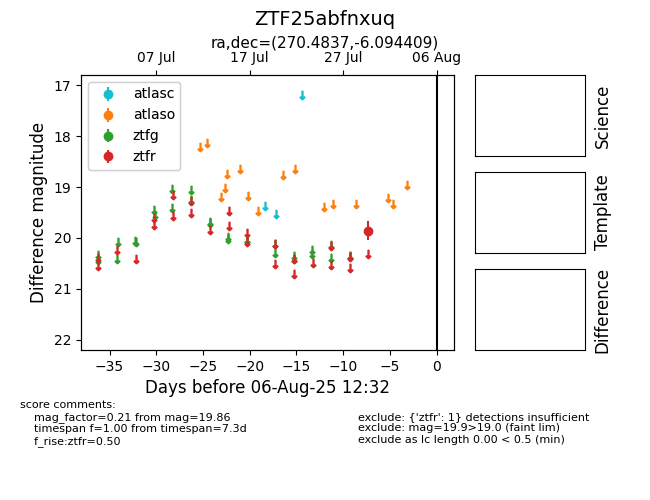 ZTF25abfnxuq
ra,dec=(270.4837,-6.094409)
07 Jul 17 Jul 27 Jul 06 Aug
atlasc
atlaso
ztfg
ztfr
17
18
19
20
21
22
Difference magnitude
−35 −30 −25 −20 −15 −10 −5 0
Days before 06-Aug-25 12:32
Science
Template
Difference
score comments:
mag_factor=0.21 from mag=19.86
timespan f=1.00 from timespan=7.3d
f_rise:ztfr=0.50
exclude: {'ztfr': 1} detections insufficient
exclude: mag=19.9>19.0 (faint lim)
exclude as lc length 0.00 < 0.5 (min)